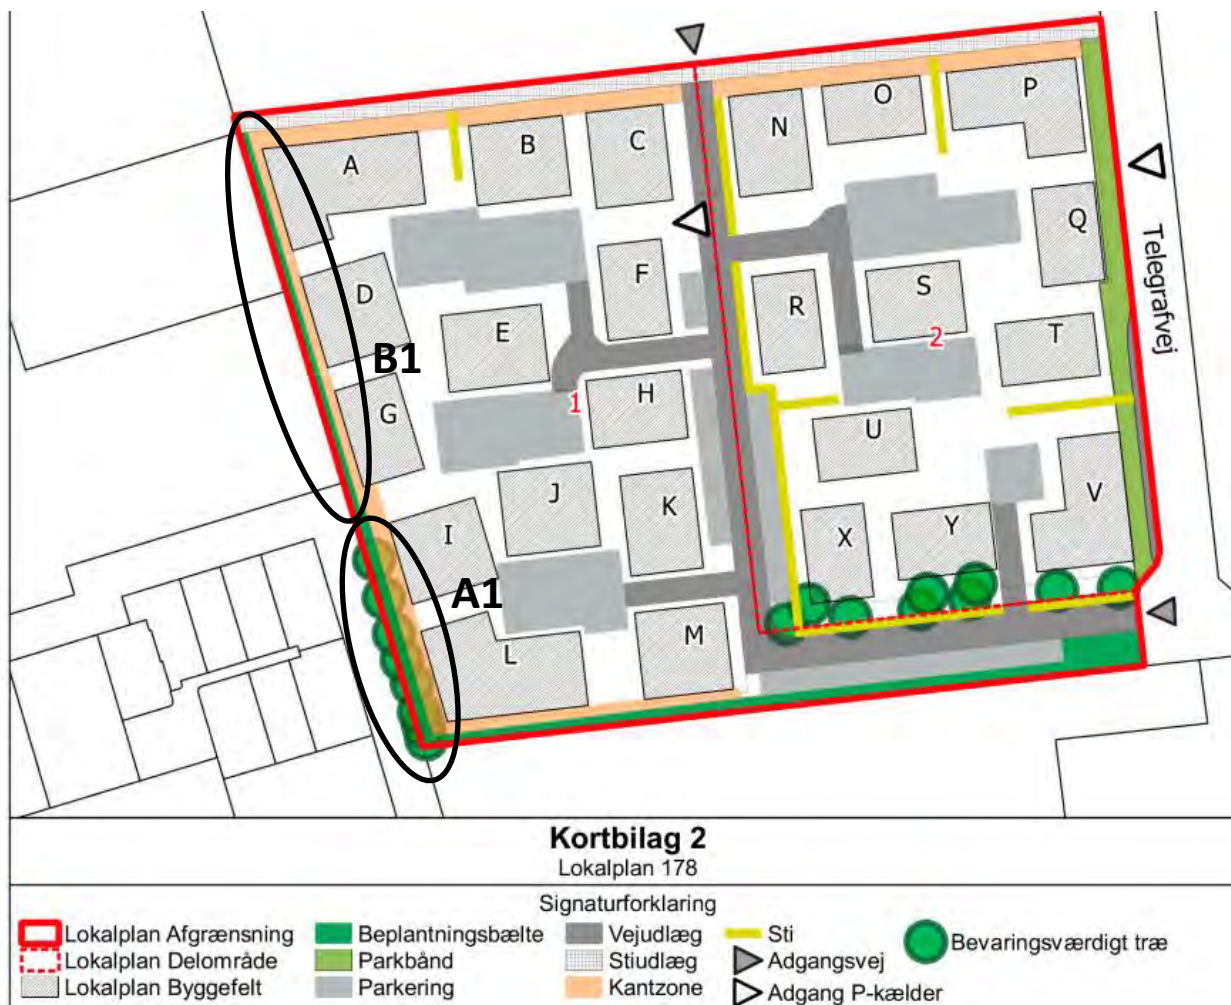 A
B
C
N
O
P
D
E
F
Q
R
S
2
T
Telegrafvej
B1
G
1
H
U
V
I
J
K
X
Y
A1
L
M
Kortbilag 2
Lokalplan 178
Signaturforklaring
Lokalplan Afgrænsning
Lokalplan Delområde
Lokalplan Byggefelt
Beplantningsbælte
Parkbånd
Parkering
Vejudlæg
Stiudlæg
Kantzone
Sti
Adgangsvej
Adgang P-kælder
Bevaringsværdigt træ